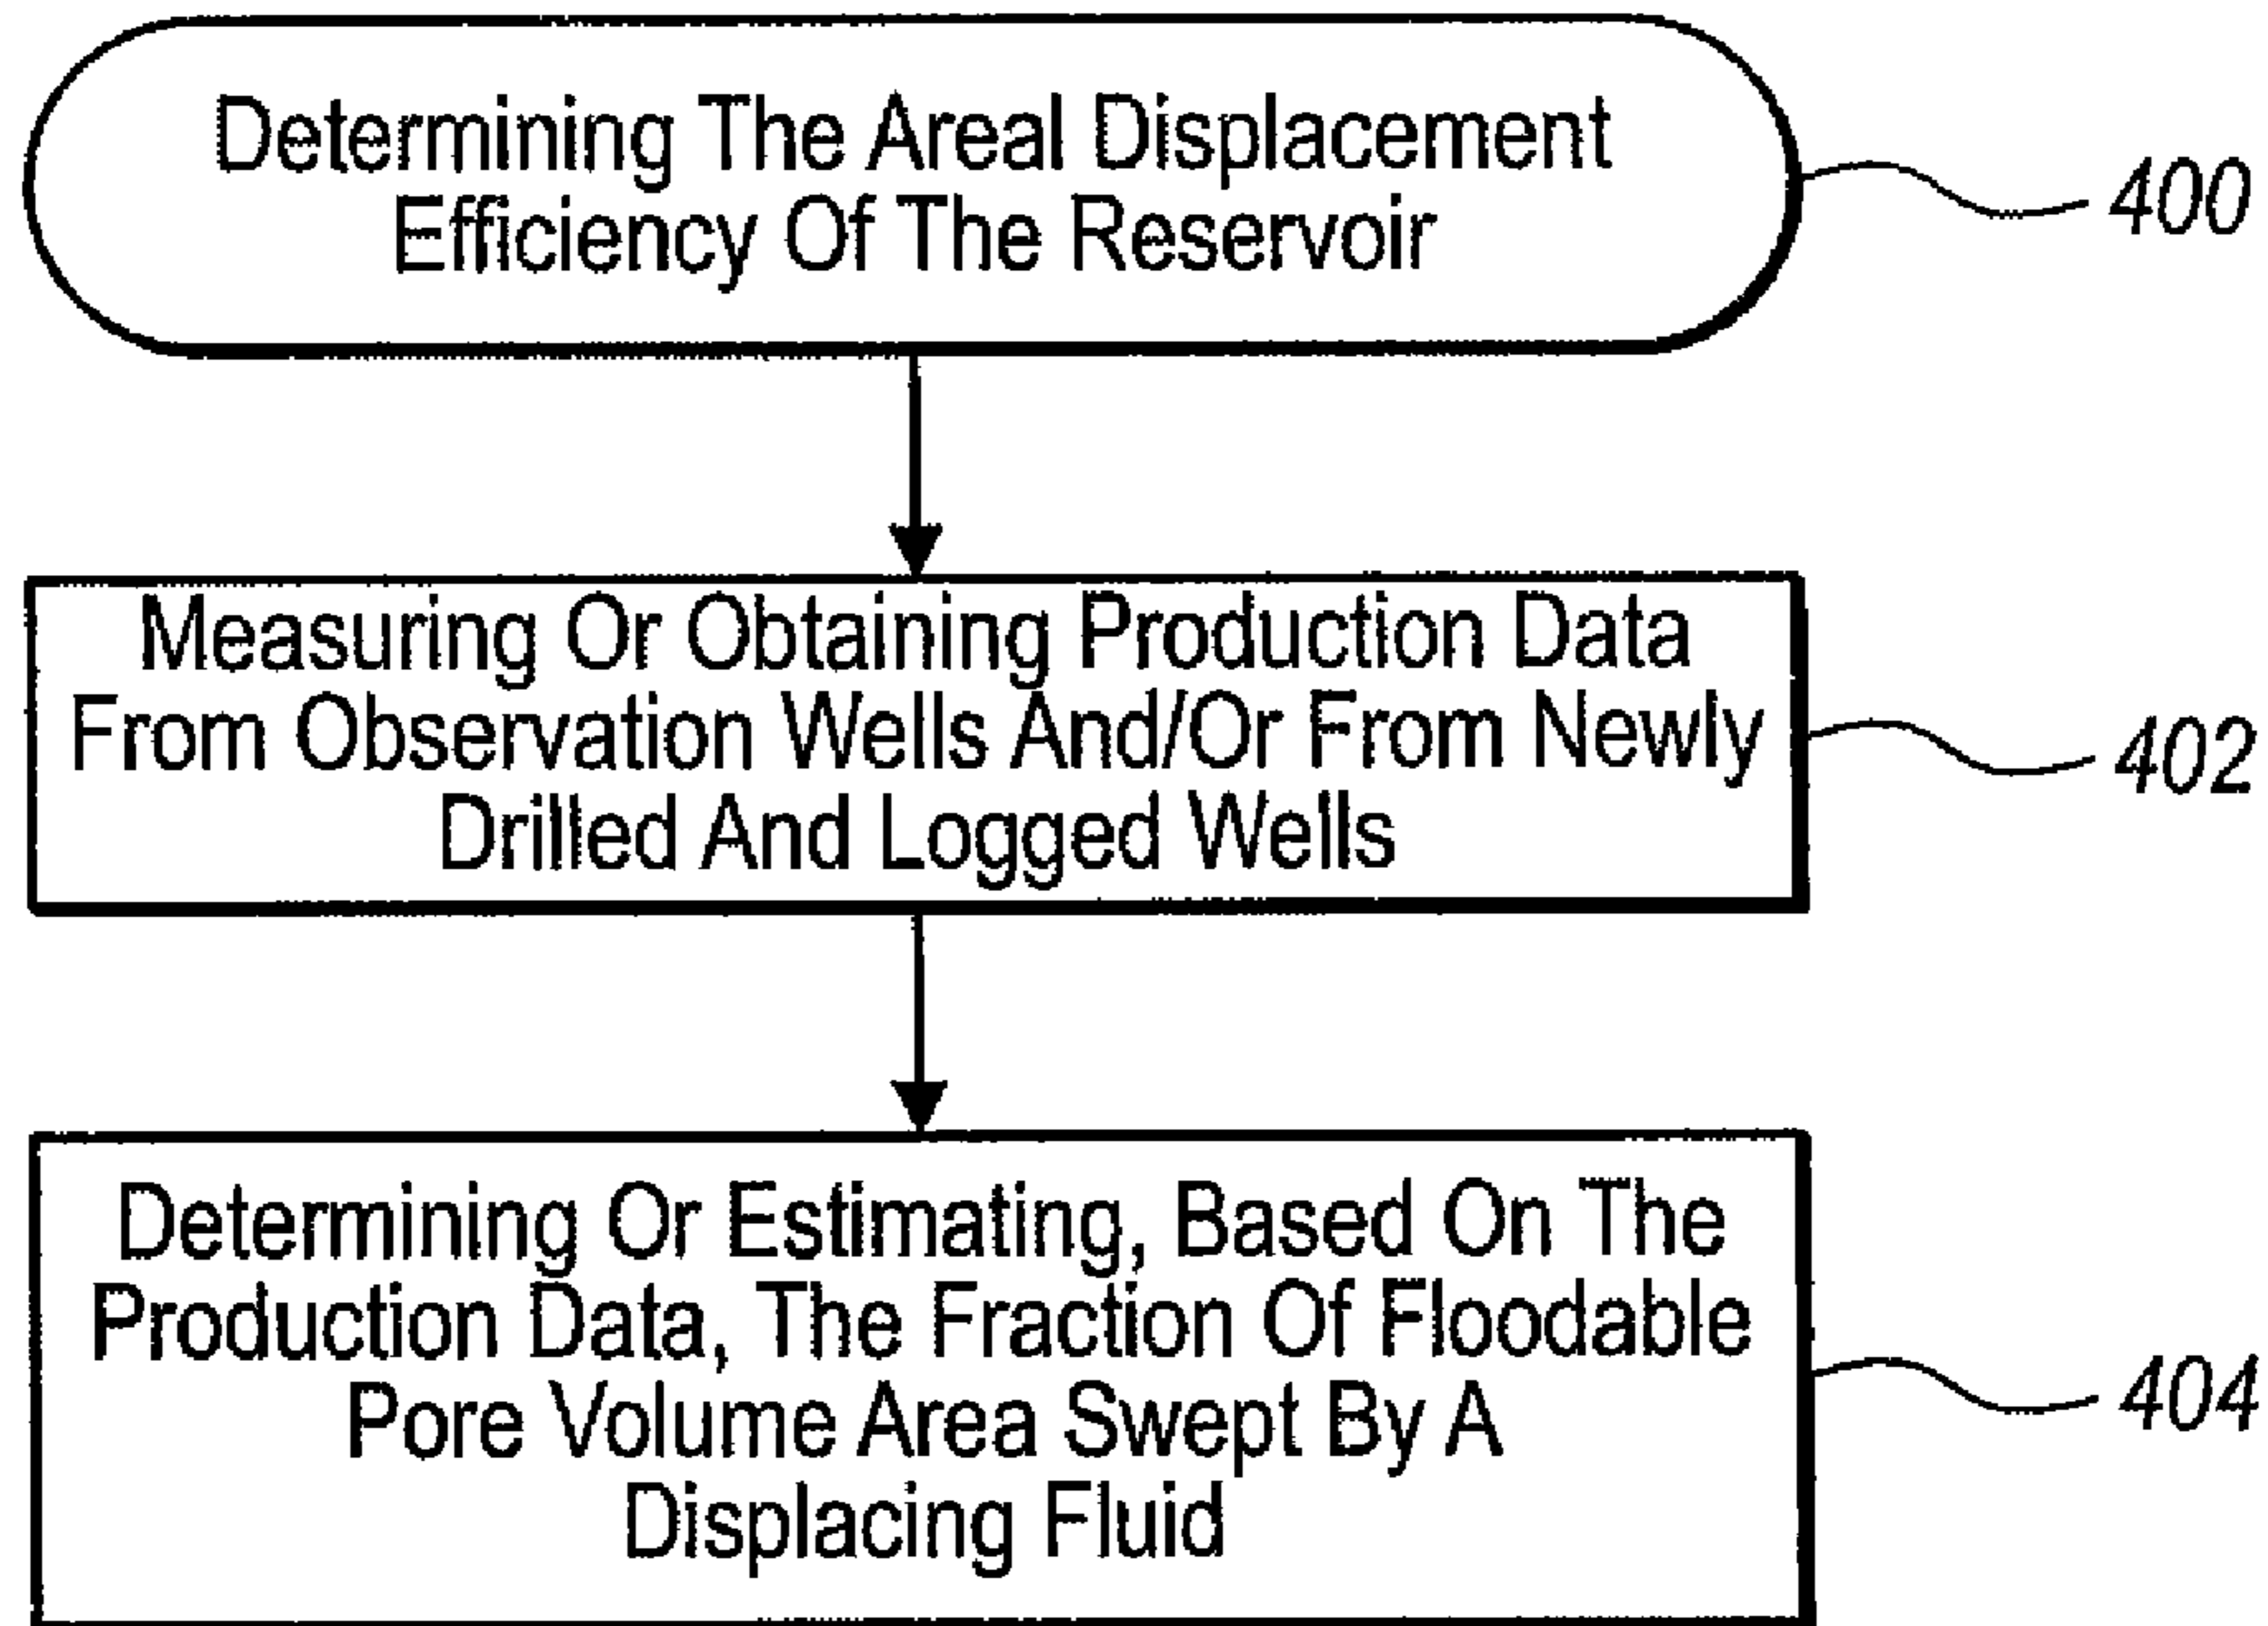 Determining The Areal Displacement
Efficiency Of The Reservoir
400
Measuring Or Obtaining Production Data
From Observation Wells And/Or From Newly
Drilled And Logged Wells
402
Determining Or Estimating, Based On The
Production Data, The Fraction Of Floodable
Pore Volume Area Swept By A
Displacing Fluid
404